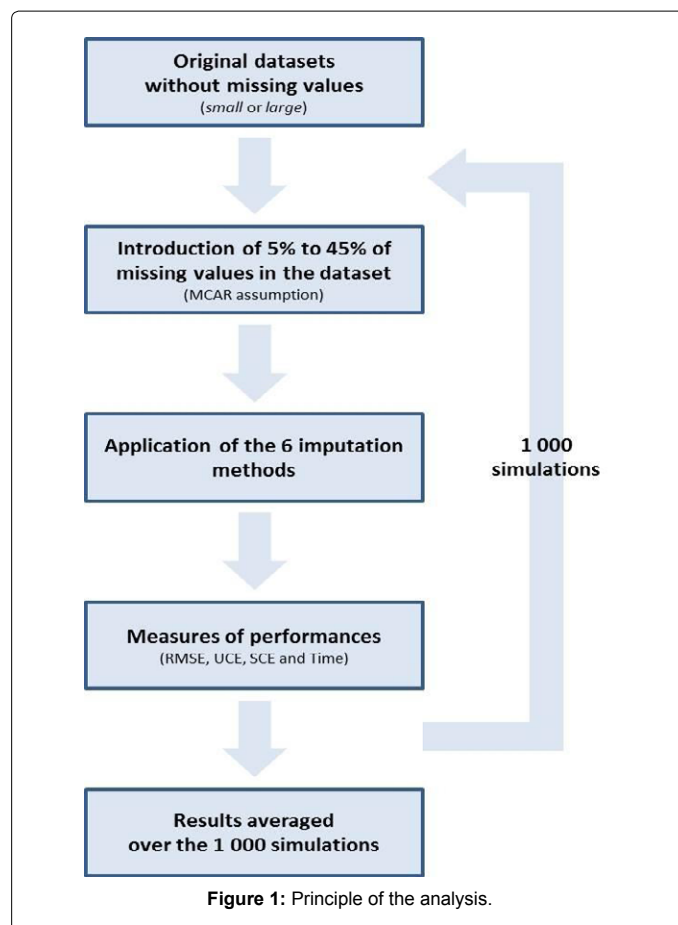 Original datasets
without missing values
(small or large)
Introduction of 5% to 45% of
missing values in the dataset
(MCAR assumption)
Application of the 6 imputation
methods
1 000
simulations
Measures of performances
(RMSE, UCE, SCE and Time)
Results averaged
over the 1 000 simulations
Figure 1: Principle of the analysis.